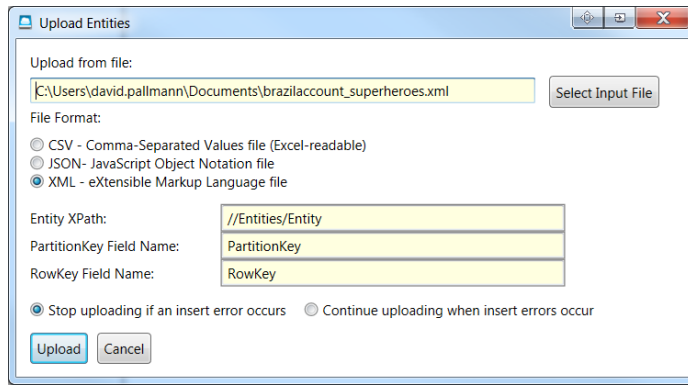 Upload Entities
Upload from file:
C:\Users\david.pallmann\Documents\brazilaccount_superheroes.xml
Select Input File
File Format:
CSV - Comma-Separated Values file (Excel-readable)
JSON- JavaScript Object Notation file
XML - eXtensible Markup Language file
Entity XPath: //Entities/Entity
PartitionKey Field Name: PartitionKey
RowKey Field Name: RowKey
Stop uploading if an insert error occurs Continue uploading when insert errors occur
Upload Cancel